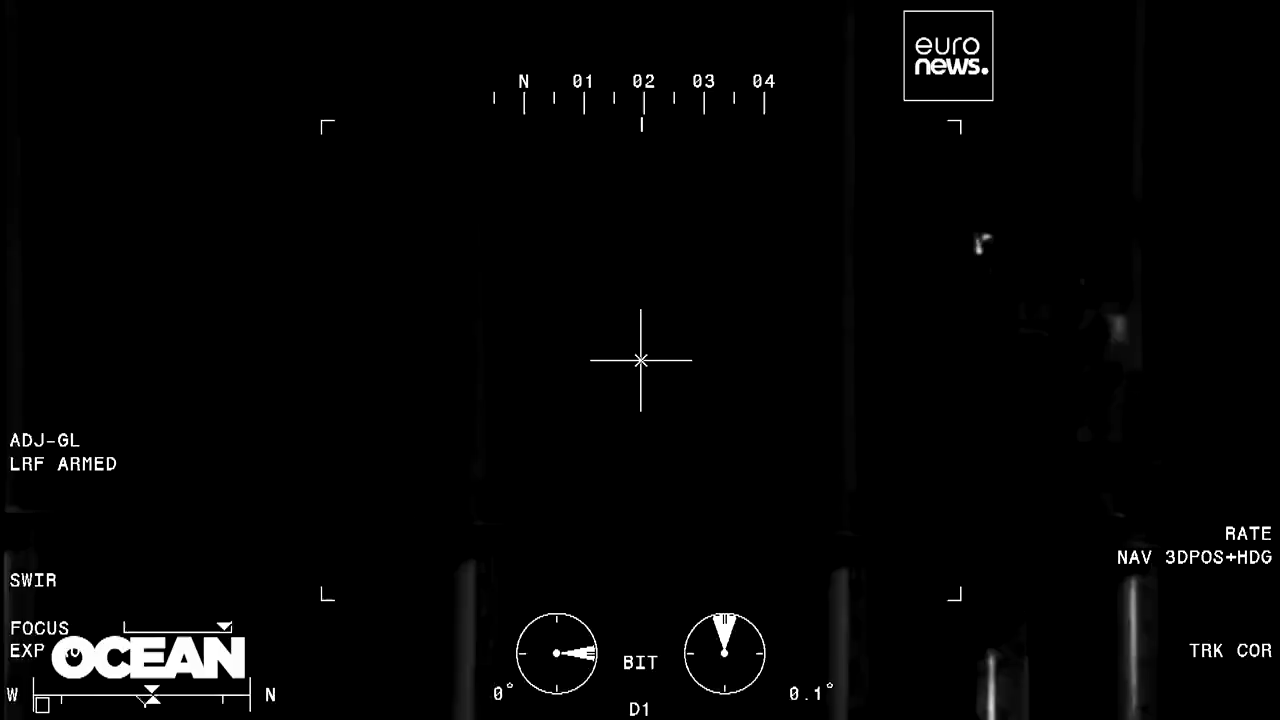 euro
news.
N 01 02 03 04
ADJ-GL
LRF ARMED
RATE
NAV 3DPOS+HDG
SWIR
FOCUS
EXP
OCEAN
BIT
TRK COR
W N
0° 0.1°
D1